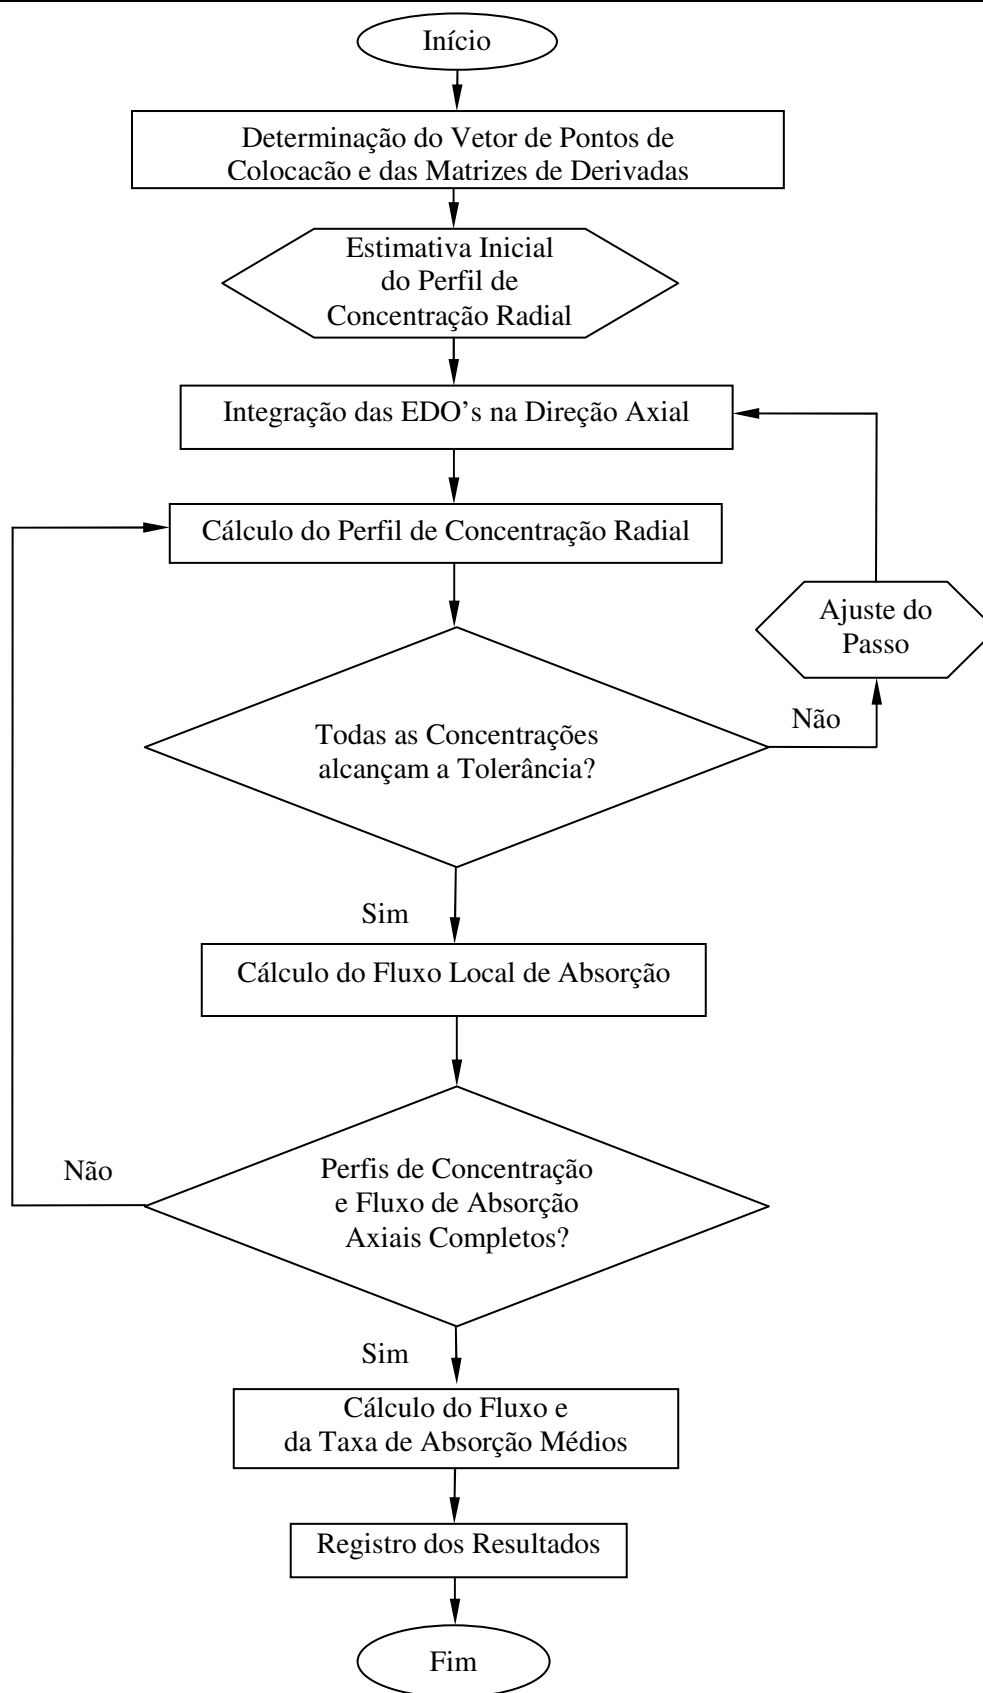 Início
Determinação do Vetor de Pontos de
Colocacão e das Matrizes de Derivadas
Estimativa Inicial
do Perfil de
Concentração Radial
Integração das EDO's na Direção Axial
Cálculo do Perfil de Concentração Radial
Ajuste do
Passo
Não
Todas as Concentrações
alcançam a Tolerância?
Sim
Cálculo do Fluxo Local de Absorção
Não
Perfis de Concentração
e Fluxo de Absorção
Axiais Completos?
Sim
Cálculo do Fluxo e
da Taxa de Absorção Médios
Registro dos Resultados
Fim